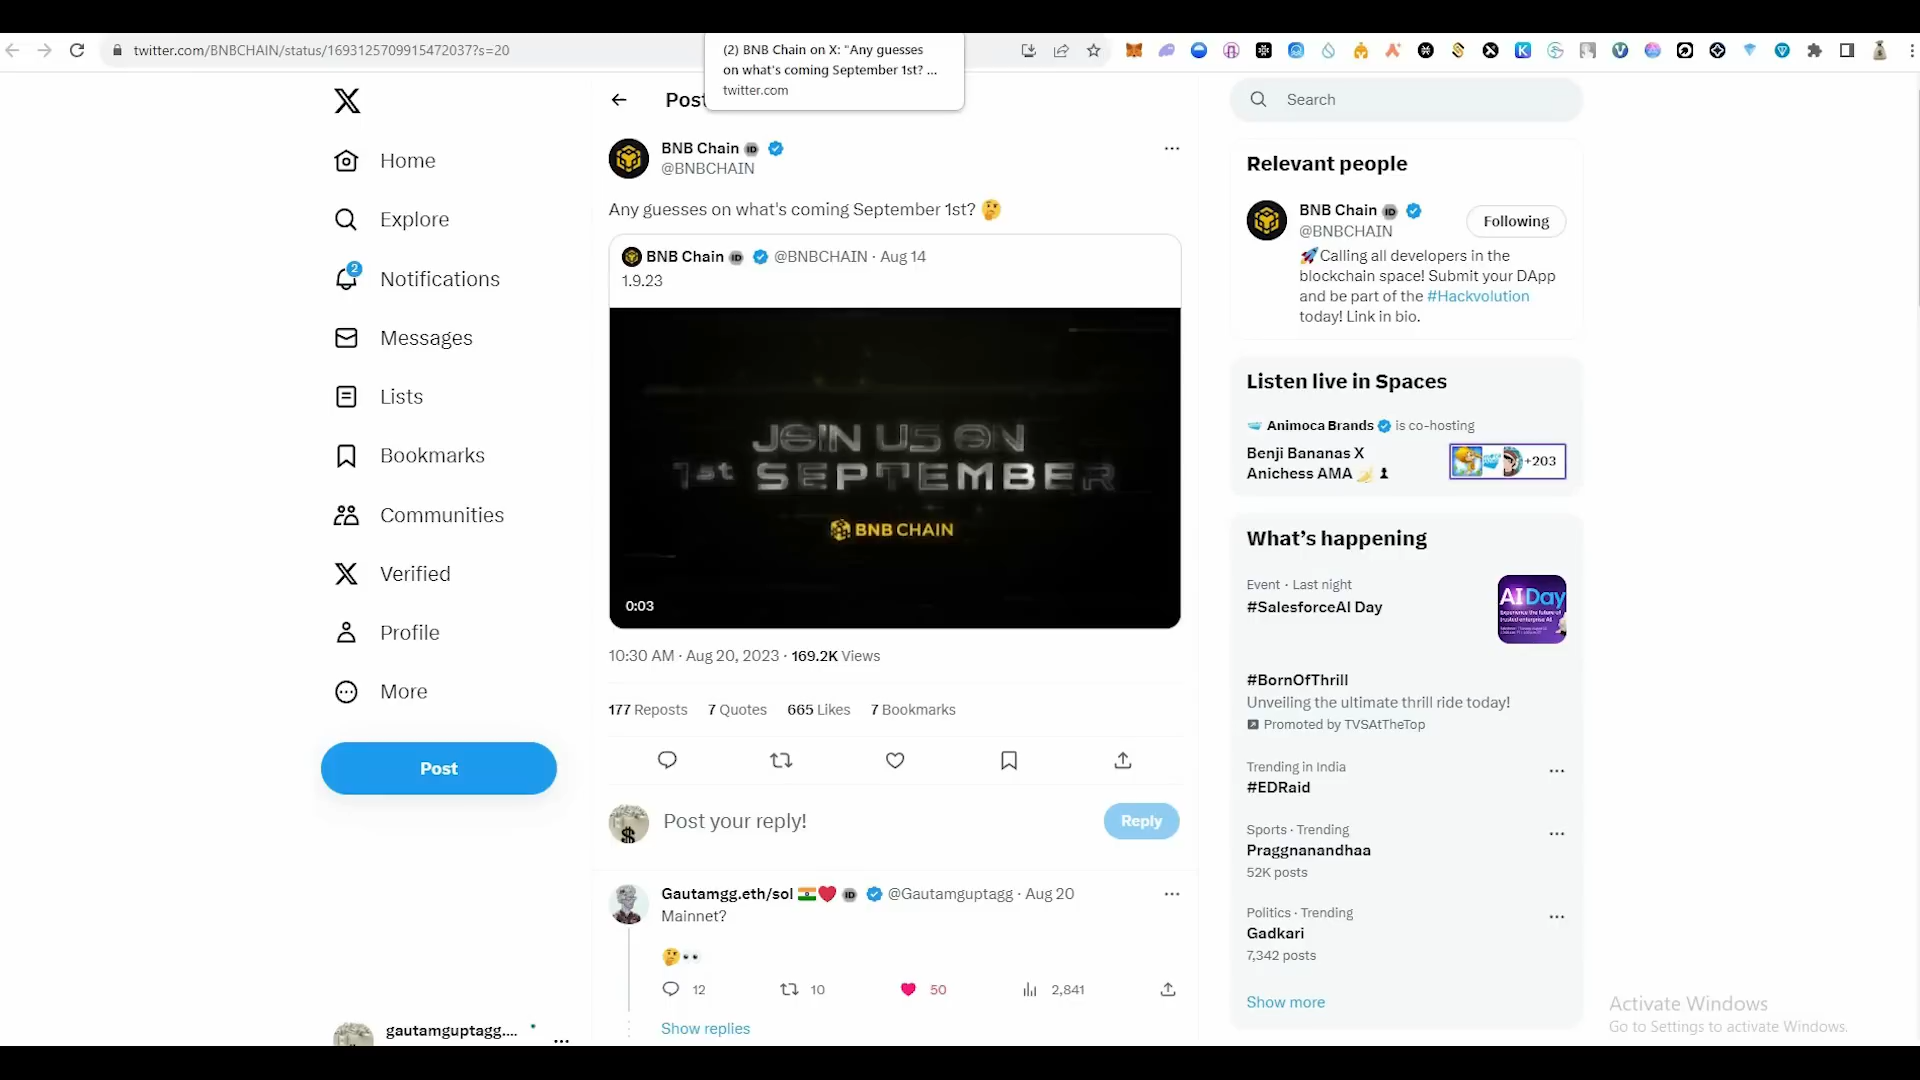 twitter.com/BNBCHAIN/status/1693125709915472037?s=20
(2) BNB Chain on X: "Any guesses
on what's coming September 1st? ...
twitter.com
Home
Explore
2
Notifications
Messages
Lists
Bookmarks
Communities
Verified
Profile
More
Post
gautamguptagg....
Post
BNB Chain
@BNBCHAIN
Any guesses on what's coming September 1st? 🤔
BNB Chain @BNBCHAIN · Aug 14
1.9.23
JOIN US ON
1st SEPTEMBER
BNB CHAIN
0:03
10:30 AM · Aug 20, 2023 · 169.2K Views
177 Reposts 7 Quotes 665 Likes 7 Bookmarks
Post your reply!
Reply
Gautamgg.eth/sol 🇮🇳❤️ @Gautamguptagg · Aug 20
Mainnet?
🤔👀
12 10 50 2,841
Show replies
Search
Relevant people
BNB Chain
@BNBCHAIN
Following
🚀Calling all developers in the
blockchain space! Submit your DApp
and be part of the #Hackvolution
today! Link in bio.
Listen live in Spaces
Animoca Brands is co-hosting
Benji Bananas X
Anichess AMA 🍌♟
+203
What's happening
Event · Last night
#SalesforceAI Day
AI Day
#BornOfThrill
Unveiling the ultimate thrill ride today!
Promoted by TVSAtTheTop
Trending in India
#EDRaid
Sports · Trending
Praggnanandhaa
52K posts
Politics · Trending
Gadkari
7,342 posts
Show more
Activate Windows
Go to Settings to activate Windows.